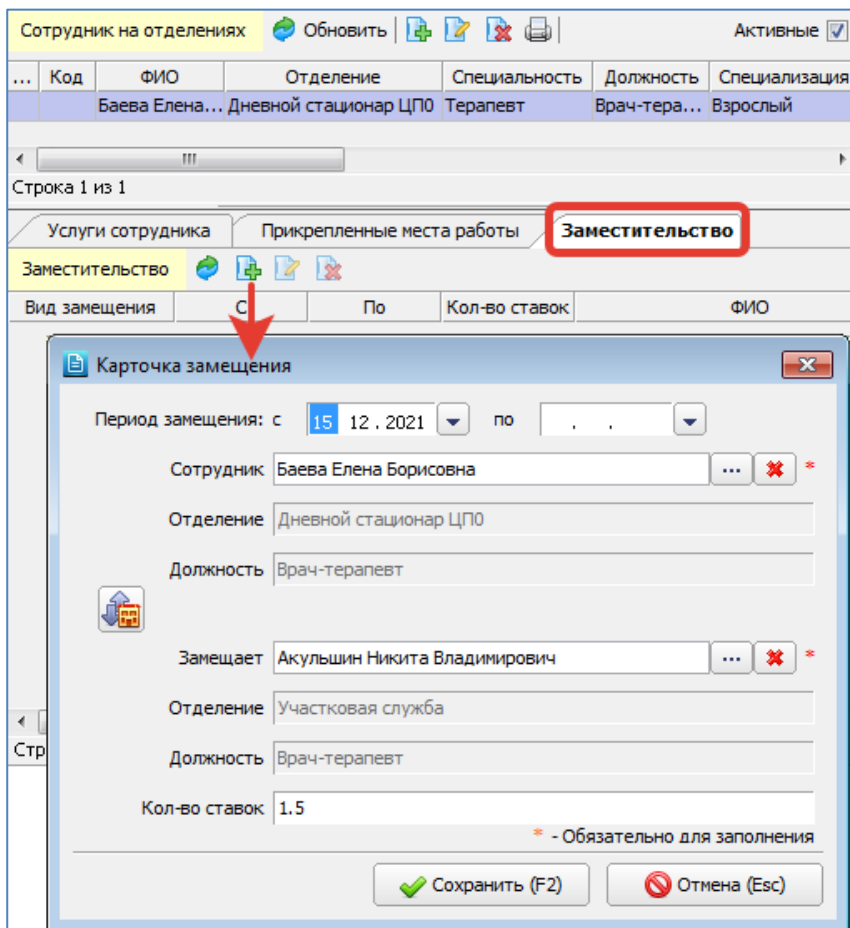 Сотрудник на отделениях Обновить Активные
... Код ФИО Отделение Специальность Должность Специализация
Баева Елена... Дневной стационар ЦП0 Терапевт Врач-тера... Взрослый
Строка 1 из 1
Услуги сотрудника Прикрепленные места работы Заместительство
Заместительство
Вид замещения С По Кол-во ставок ФИО
Карточка замещения
Период замещения: с 15 12 . 2021 по . .
Сотрудник Баева Елена Борисовна ... *
Отделение Дневной стационар ЦП0
Должность Врач-терапевт
Замещает Акульшин Никита Владимирович ... *
Отделение Участковая служба
Стр
Должность Врач-терапевт
Кол-во ставок 1.5
* - Обязательно для заполнения
Сохранить (F2) Отмена (Esc)